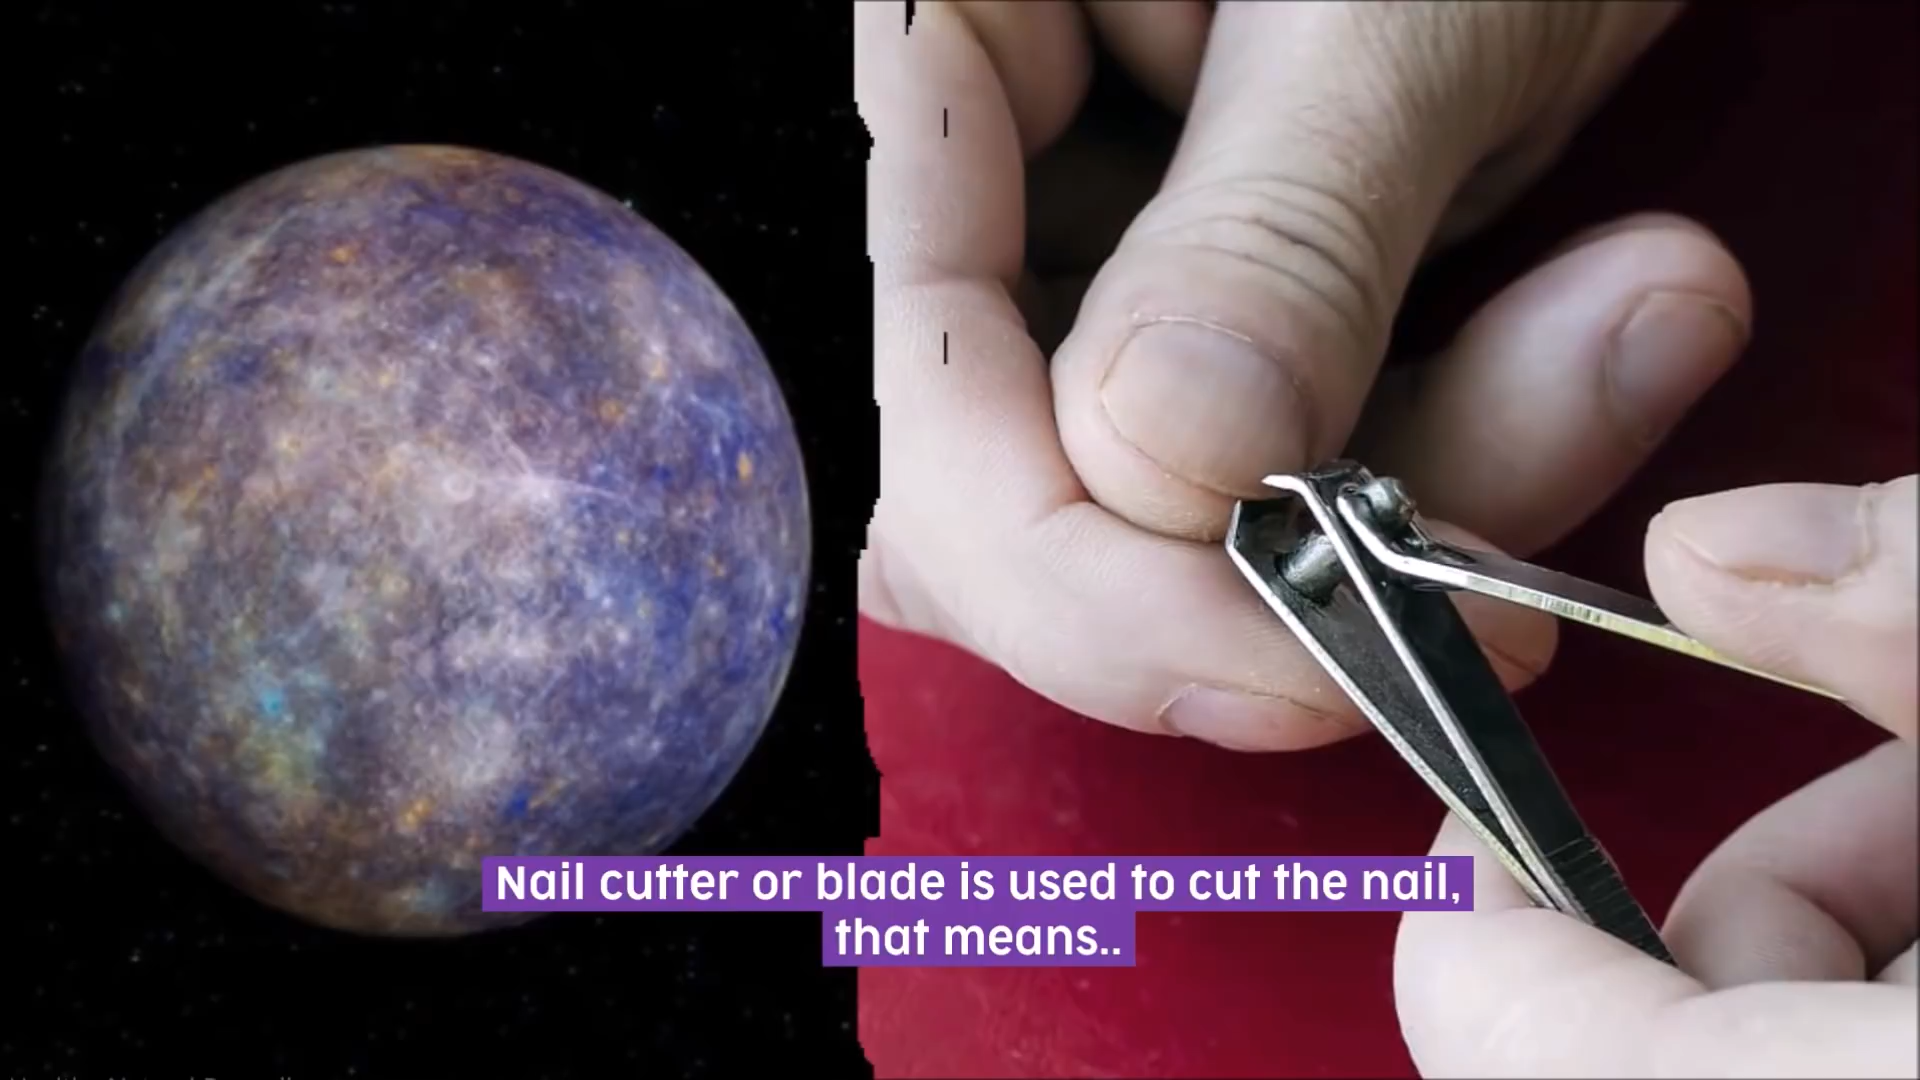 Nail cutter or blade is used to cut the nail,
that means..